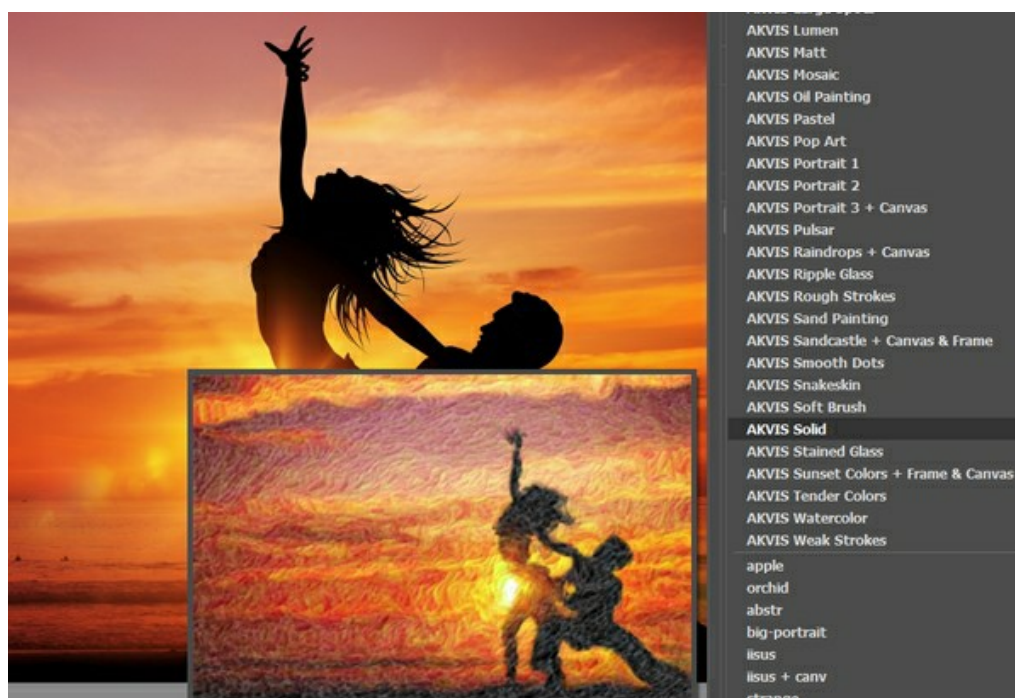 AKVIS Lumen
AKVIS Matt
AKVIS Mosaic
AKVIS Oil Painting
AKVIS Pastel
AKVIS Pop Art
AKVIS Portrait 1
AKVIS Portrait 2
AKVIS Portrait 3 + Canvas
AKVIS Pulsar
AKVIS Raindrops + Canvas
AKVIS Ripple Glass
AKVIS Rough Strokes
AKVIS Sand Painting
AKVIS Sandcastle + Canvas & Frame
AKVIS Smooth Dots
AKVIS Snakeskin
AKVIS Soft Brush
AKVIS Solid
AKVIS Stained Glass
AKVIS Sunset Colors + Frame & Canvas
AKVIS Tender Colors
AKVIS Watercolor
AKVIS Weak Strokes
apple
orchid
abstr
big-portrait
iisus
iisus + canv